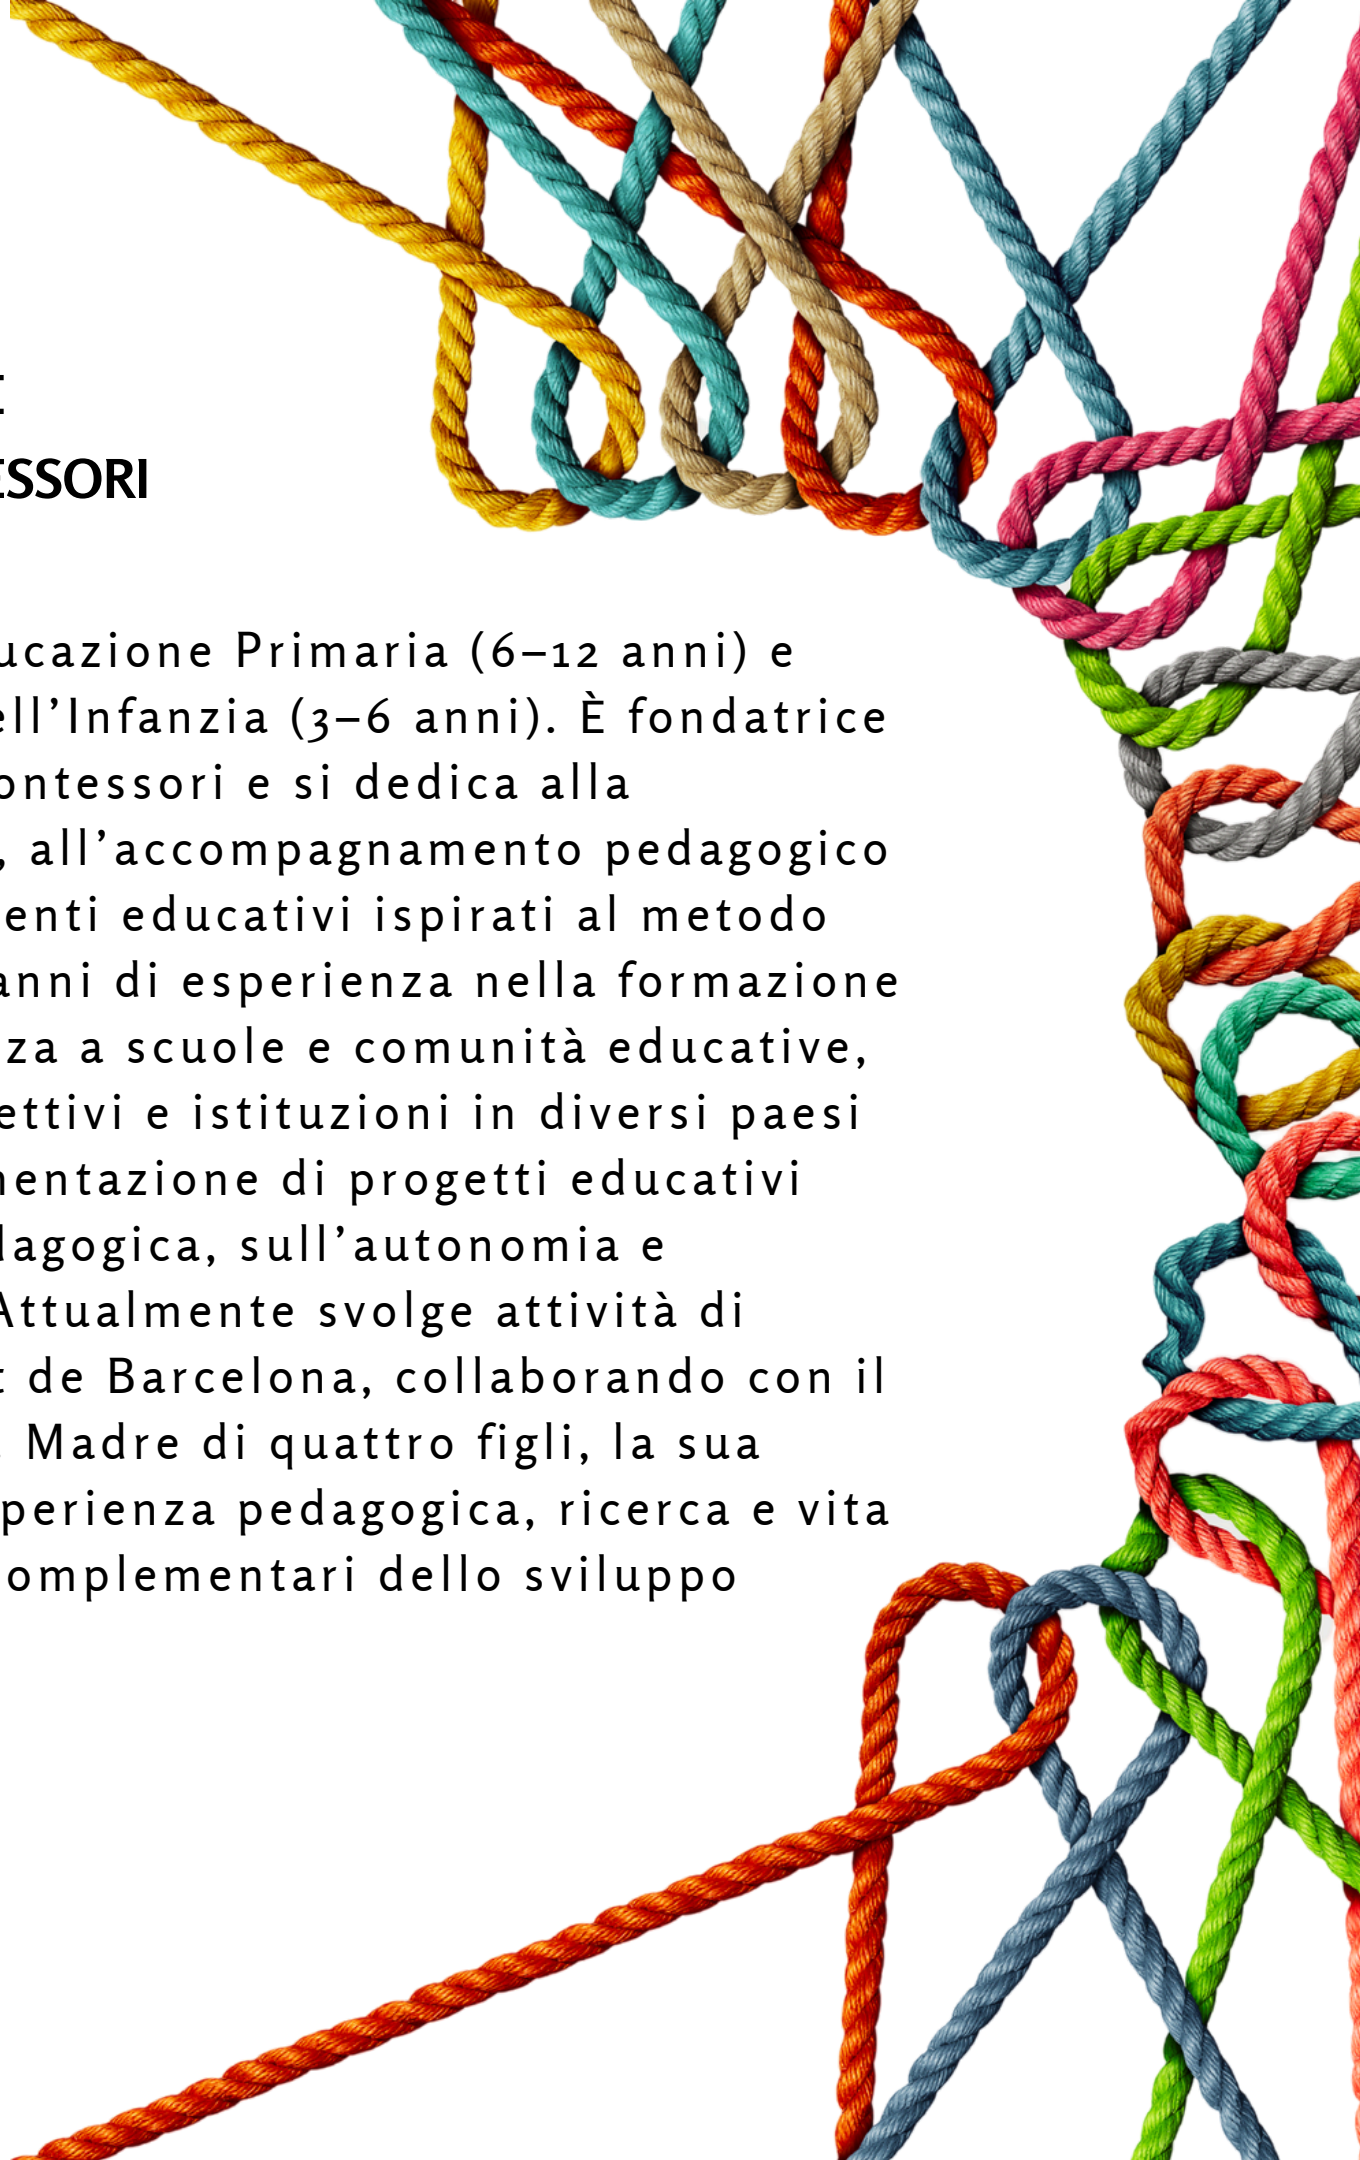 ESSORI
ucazione Primaria (6–12 anni) e
ell’Infanzia (3–6 anni). È fondatrice
ontessori e si dedica alla
, all’accompagnamento pedagogico
enti educativi ispirati al metodo
anni di esperienza nella formazione
za a scuole e comunità educative,
ettivi e istituzioni in diversi paesi
mentazione di progetti educativi
dagogica, sull’autonomia e
Attualmente svolge attività di
t de Barcelona, collaborando con il
. Madre di quattro figli, la sua
perienza pedagogica, ricerca e vita
omplementari dello sviluppo